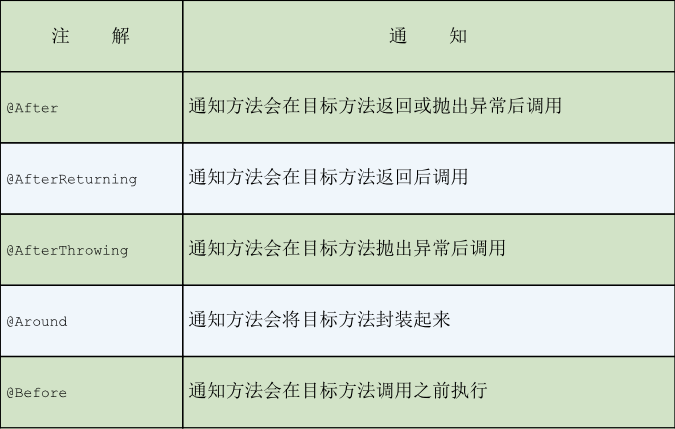 注 解 通 知
@After 通知方法会在目标方法返回或抛出异常后调用
@AfterReturning 通知方法会在目标方法返回后调用
@AfterThrowing 通知方法会在目标方法抛出异常后调用
@Around 通知方法会将目标方法封装起来
@Before 通知方法会在目标方法调用之前执行